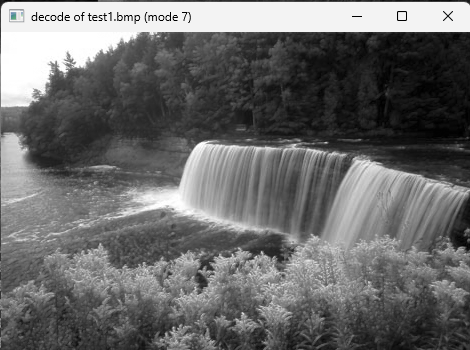 decode of test1.bmp (mode 7)